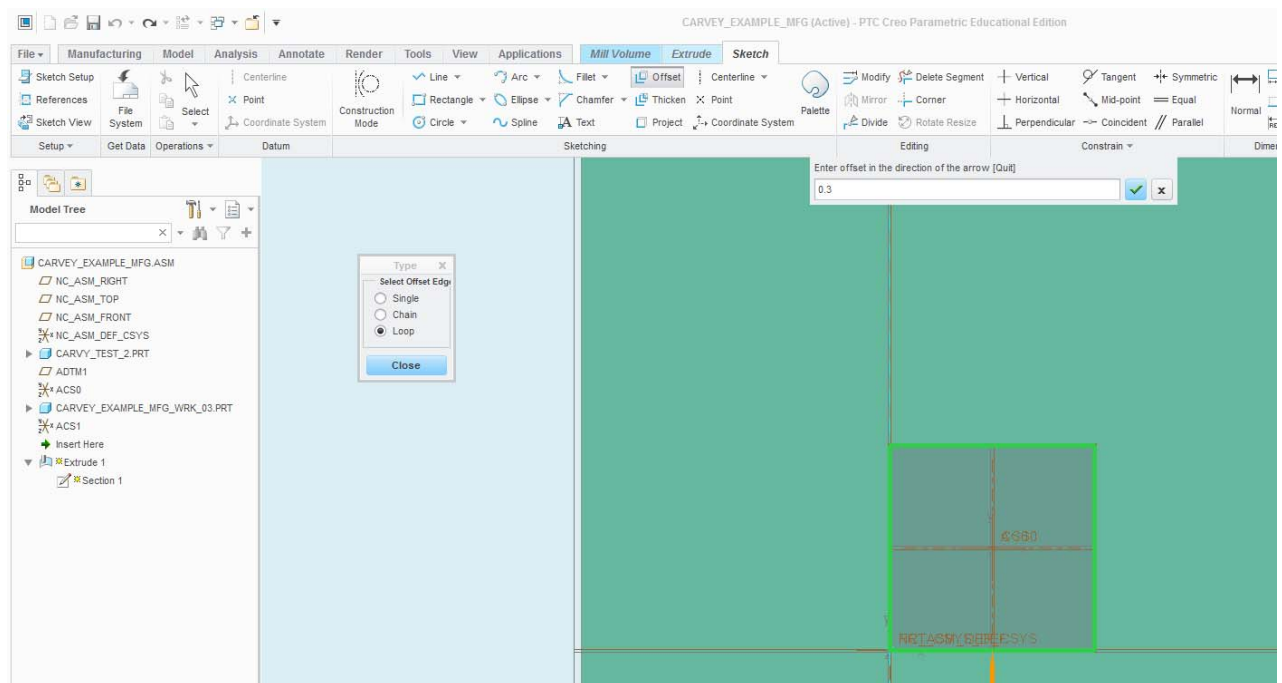 CARVEY_EXAMPLE_MFG (Active) - PTC Creo Parametric Educational Edition
File Manufacturing Model Analysis Annotate Render Tools View Applications Mill Volume Extrude Sketch
Sketch Setup Centerline Line Arc Fillet Offset Centerline Modify Delete Segment Vertical Tangent Symmetric
References Point Rectangle Ellipse Chamfer Thicken Point Mirror Corner Horizontal Mid-point Equal
Sketch View File System Select Coordinate System Construction Mode Circle Spline Text Project Coordinate System Palette Divide Rotate Resize Perpendicular Coincident Parallel Normal
Setup Get Data Operations Datum Sketching Editing Constrain
Enter offset in the direction of the arrow [Quit]
0.3
Model Tree
CARVEY_EXAMPLE_MFG.ASM
NC_ASM_RIGHT
NC_ASM_TOP
NC_ASM_FRONT
NC_ASM_DEF_CSYS
CARVY_TEST_2.PRT
ADTM1
ACS0
CARVEY_EXAMPLE_MFG_WRK_03.PRT
ACS1
Insert Here
Extrude 1
Section 1
Type
Select Offset Edge
Single
Chain
Loop
Close